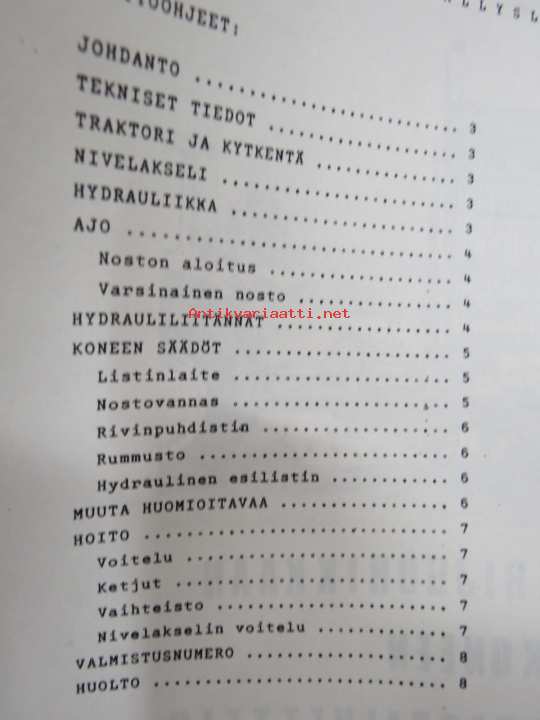 JOHDANTO .......................... 3
TEKNISET TIEDOT ................... 3
TRAKTORI JA KYTKENTÄ .............. 3
NIVELAKSELI ....................... 3
HYDRAULIIKKA ...................... 3
AJO ............................... 4
Noston aloitus .................... 4
Varsinainen nosto ................. 4
Antikvariaatti.net
HYDRAULILIITÄNNÄT ................. 4
KONEEN SÄÄDÖT ..................... 5
Listinlaite ....................... 5
Nostovannas ....................... 5
Rivinpuhdistin .................... 6
Rummusto .......................... 6
Hydraulinen esilistin ............. 6
MUUTA HUOMIOITAVAA ................ 6
HOITO ............................. 7
Voitelu ........................... 7
Ketjut ............................ 7
Vaihteisto ........................ 7
Nivelakselin voitelu .............. 7
VALMISTUSNUMERO ................... 8
HUOLTO ............................ 8